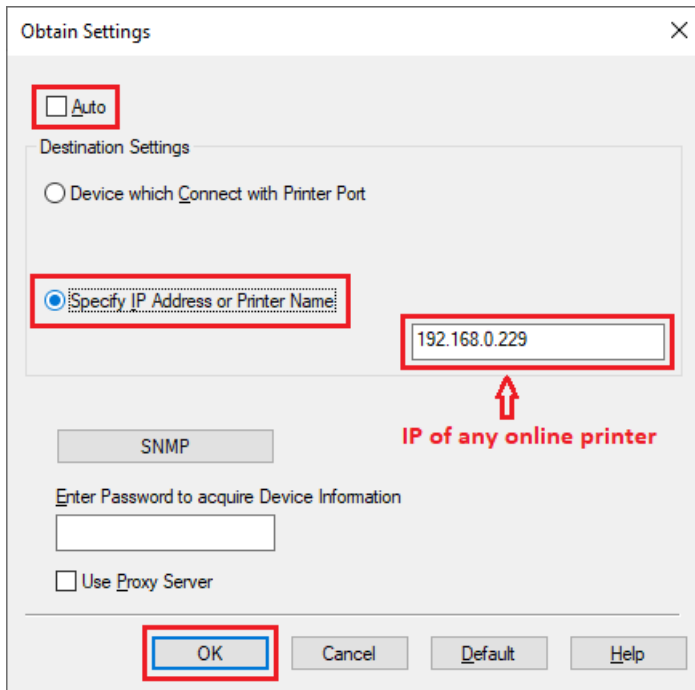 Obtain Settings
Auto
Destination Settings
Device which Connect with Printer Port
Specify IP Address or Printer Name
192.168.0.229
IP of any online printer
SNMP
Enter Password to acquire Device Information
Use Proxy Server
OK Cancel Default Help